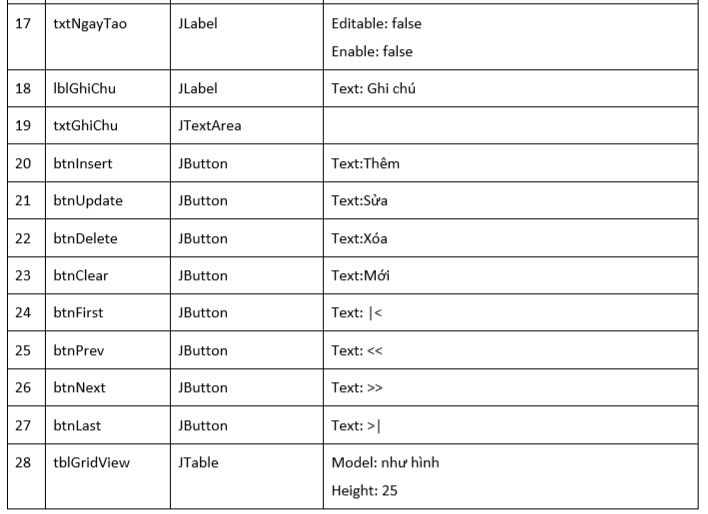 17 txtNgayTao JLabel Editable: false
Enable: false
18 lblGhiChu JLabel Text: Ghi chú
19 txtGhiChu JTextArea
20 btnInsert JButton Text:Thêm
21 btnUpdate JButton Text:Sửa
22 btnDelete JButton Text:Xóa
23 btnClear JButton Text:Mới
24 btnFirst JButton Text: |<
25 btnPrev JButton Text: <<
26 btnNext JButton Text: >>
27 btnLast JButton Text: >|
28 tblGridView JTable Model: như hình
Height: 25